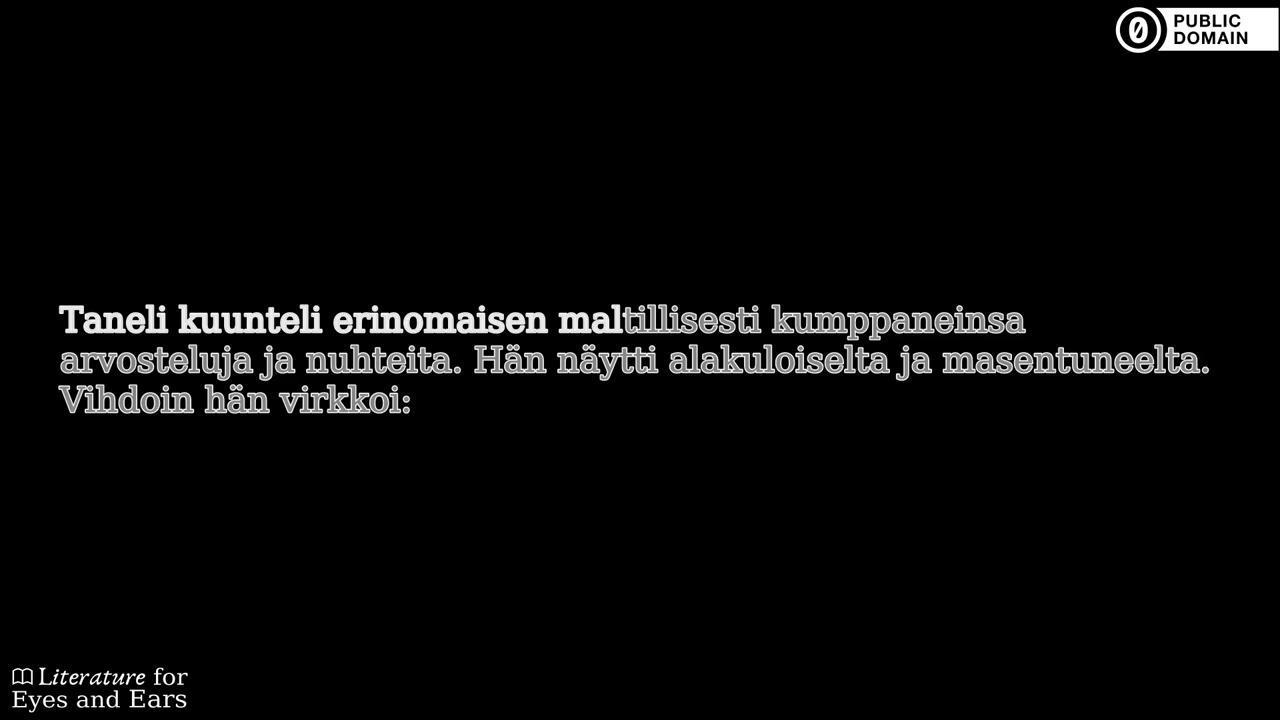 PUBLIC
DOMAIN
Taneli kuunteli erinomaisen maltillisesti kumppaneinsa
arvosteluja ja nuhteita. Hän näytti alakuloiselta ja masentuneelta.
Vihdoin hän virkkoi:
Literature for
Eyes and Ears